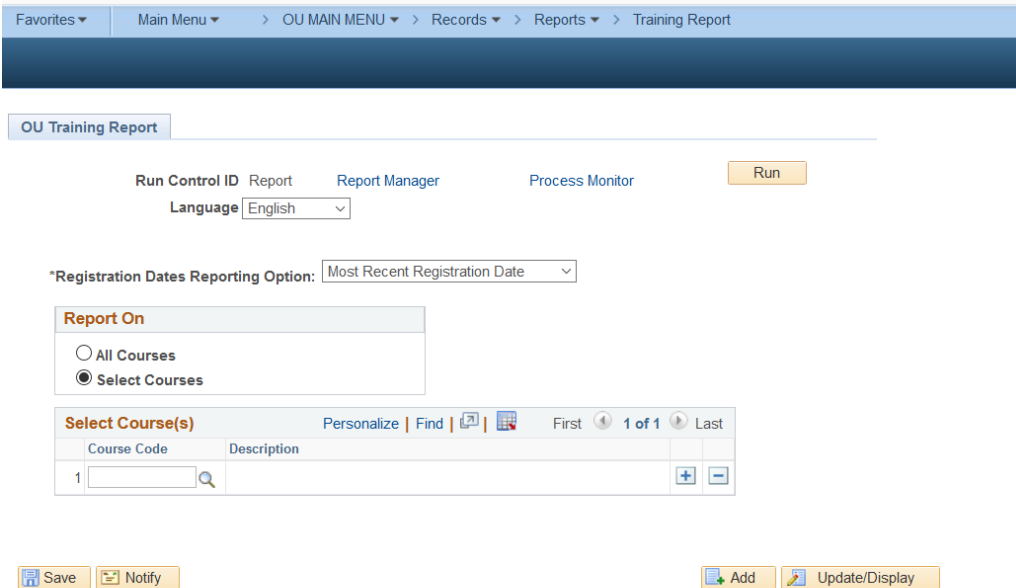 Favorites Main Menu > OU MAIN MENU > Records > Reports > Training Report
OU Training Report
Run Control ID Report Report Manager Process Monitor Run
Language English
*Registration Dates Reporting Option: Most Recent Registration Date
Report On
All Courses
Select Courses
Select Course(s) Personalize | Find | | First 1 of 1 Last
Course Code Description
1
Save Notify Add Update/Display